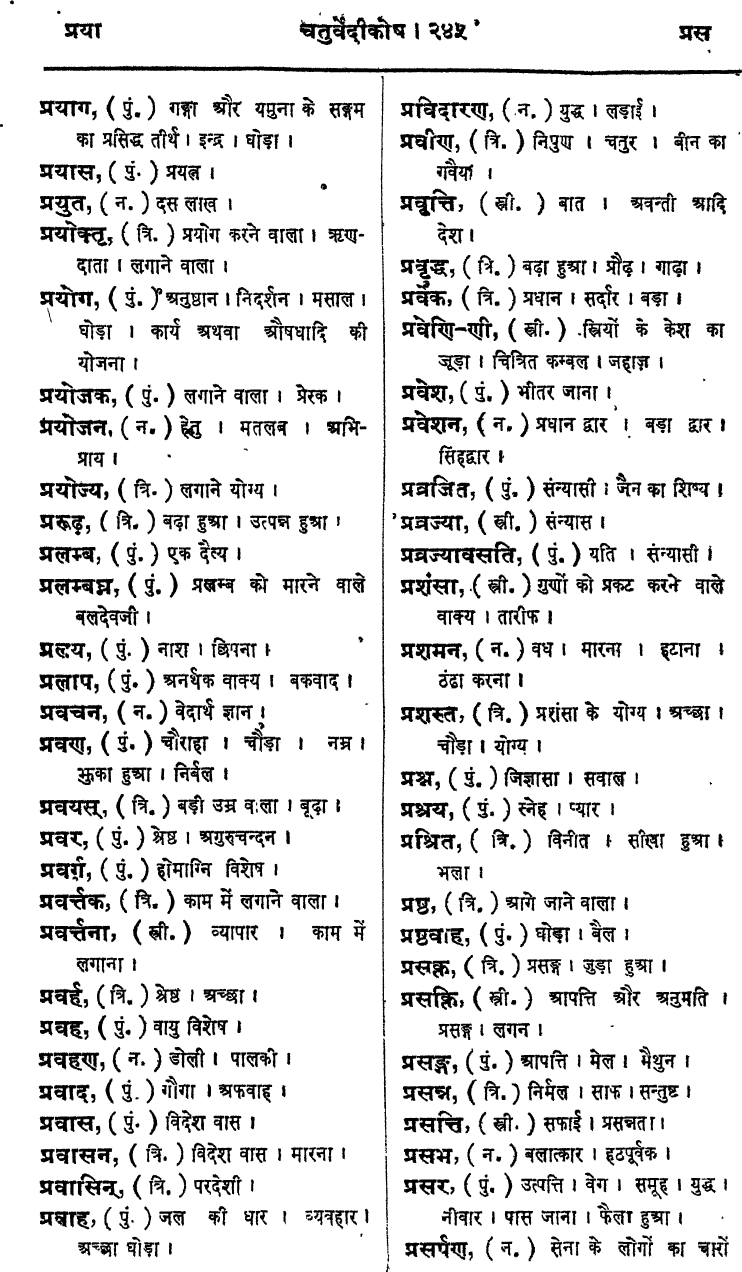 प्रया
चतुर्वेदीकोष । २४५
प्रस
प्रयाग, ( पुं. ) गङ्गा और यमुना के सङ्गम
का प्रसिद्ध तीर्थ । इन्द्र । घोड़ा ।
प्रयास, ( पुं. ) प्रयत्न ।
प्रयुत, ( न. ) दस लाख ।
प्रयोक्तृ, ( त्रि. ) प्रयोग करने वाला । ऋण-
दाता । लगाने वाला ।
प्रयोग, ( पुं. ) अनुष्ठान । निदर्शन । मसाल ।
घोड़ा । कार्य अथवा औषधादि की
योजना ।
प्रयोजक, ( पुं. ) लगाने वाला । प्रेरक ।
प्रयोजन, ( न. ) हेतु । मतलब । अभि-
प्राय ।
प्रयोज्य, ( त्रि. ) लगाने योग्य ।
प्ररूढ़, ( त्रि. ) बढ़ा हुआ । उत्पन्न हुआ ।
प्रलम्ब, ( पुं. ) एक दैत्य ।
प्रलम्बघ्न, ( पुं. ) प्रलम्ब को मारने वाले
बलदेवजी ।
प्रलय, ( पुं. ) नाश । छिपना ।
प्रलाप, ( पुं. ) अनर्थक वाक्य । बकवाद ।
प्रवचन, ( न. ) वेदार्थ ज्ञान ।
प्रवण, ( पुं. ) चौराहा । चौड़ा । नम्र ।
झुका हुआ । निर्बल ।
प्रवयस्, ( त्रि. ) बड़ी उम्र वाला । बूढ़ा ।
प्रवर, ( पुं. ) श्रेष्ठ । अगुरुचन्दन ।
प्रवर्ग, ( पुं. ) होमाग्नि विशेष ।
प्रवर्त्तक, ( त्रि. ) काम में लगाने वाला ।
प्रवर्त्तना, ( स्त्री. ) व्यापार । काम में
लगाना ।
प्रवर्ह, ( त्रि. ) श्रेष्ठ । अच्छा ।
प्रवह, ( पुं. ) वायु विशेष ।
प्रवहण, ( न. ) डोली । पालकी ।
प्रवाद, ( पुं. ) गौगा । अफवाह ।
प्रवास, ( पुं. ) विदेश वास ।
प्रवासन, ( त्रि. ) विदेश वास । मारना ।
प्रवासिन्, ( त्रि. ) परदेशी ।
प्रवाह, ( पुं. ) जल की धार । व्यवहार ।
अच्छा घोड़ा ।
प्रविदारण, ( न. ) युद्ध । लड़ाई ।
प्रवीण, ( त्रि. ) निपुण । चतुर । बीन का
गवैया ।
प्रवृत्ति, ( स्त्री. ) बात । अवन्ती आदि
देश ।
प्रवृद्ध, ( त्रि. ) बढ़ा हुआ । प्रौढ़ । गाढ़ा ।
प्रवेक, ( त्रि. ) प्रधान । सर्दार । बड़ा ।
प्रवेणि-णी, ( स्त्री. ) स्त्रियों के केश का
जूड़ा । चित्रित कम्बल । जहाज़ ।
प्रवेश, ( पुं. ) भीतर जाना ।
प्रवेशन, ( न. ) प्रधान द्वार । बड़ा द्वार ।
सिंहद्वार ।
प्रव्रजित, ( पुं. ) संन्यासी । जैन का शिष्य ।
प्रव्रज्या, ( स्त्री. ) संन्यास ।
प्रव्रज्यावसति, ( पुं. ) यति । संन्यासी ।
प्रशंसा, ( स्त्री. ) गुणों को प्रकट करने वाले
वाक्य । तारीफ ।
प्रशमन, ( न. ) वध । मारना । हटाना ।
ठंढा करना ।
प्रशस्त, ( त्रि. ) प्रशंसा के योग्य । अच्छा ।
चौड़ा । योग्य ।
प्रश्न, ( पुं. ) जिज्ञासा । सवाल ।
प्रश्रय, ( पुं. ) स्नेह । प्यार ।
प्रश्रित, ( त्रि. ) विनीत । सीखा हुआ ।
भला ।
प्रष्ठ, ( त्रि. ) आगे जाने वाला ।
प्रष्ठवाह, ( पुं. ) घोड़ा । बैल ।
प्रसक्त, ( त्रि. ) प्रसङ्ग । जुड़ा हुआ ।
प्रसक्ति, ( स्त्री. ) आपत्ति और अनुमति ।
प्रसङ्ग । लगन ।
प्रसङ्ग, ( पुं. ) आपत्ति । मेल । मैथुन ।
प्रसन्न, ( त्रि. ) निर्मल । साफ । सन्तुष्ट ।
प्रसत्ति, ( स्त्री. ) सफाई । प्रसन्नता ।
प्रसभ, ( न. ) बलात्कार । हठपूर्वक ।
प्रसर, ( पुं. ) उत्पत्ति । वेग । समूह । युद्ध ।
नीवार । पास जाना । फैला हुआ ।
प्रसर्पण, ( न. ) सेना के लोगों का चारों